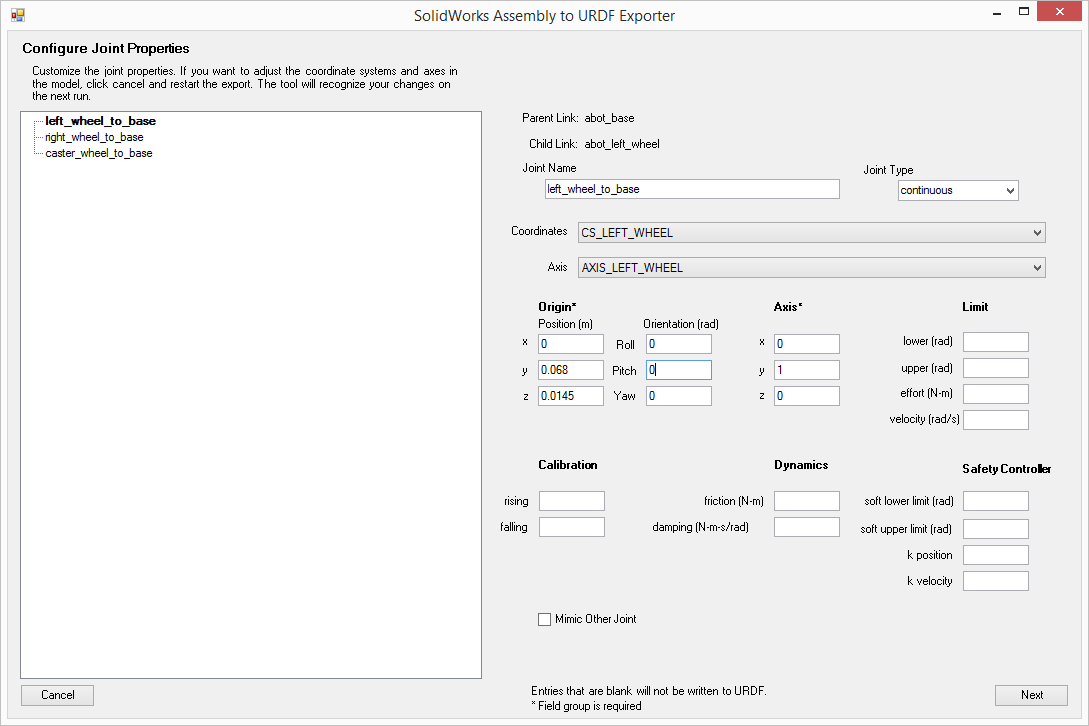 SolidWorks Assembly to URDF Exporter
Configure Joint Properties
Customize the joint properties. If you want to adjust the coordinate systems and axes in
the model, click cancel and restart the export. The tool will recognize your changes on
the next run.
left_wheel_to_base
right_wheel_to_base
caster_wheel_to_base
Parent Link: abot_base
Child Link: abot_left_wheel
Joint Name
Joint Type
left_wheel_to_base
continuous
Coordinates
CS_LEFT_WHEEL
Axis
AXIS_LEFT_WHEEL
Origin*
Axis*
Limit
Position (m)
Orientation (rad)
x 0 Roll 0 x 0 lower (rad)
y 0.068 Pitch 0 y 1 upper (rad)
z 0.0145 Yaw 0 z 0 effort (N-m)
velocity (rad/s)
Calibration
Dynamics
Safety Controller
rising friction (N-m) soft lower limit (rad)
falling damping (N-m-s/rad) soft upper limit (rad)
k position
k velocity
Mimic Other Joint
Entries that are blank will not be written to URDF.
* Field group is required
Cancel
Next